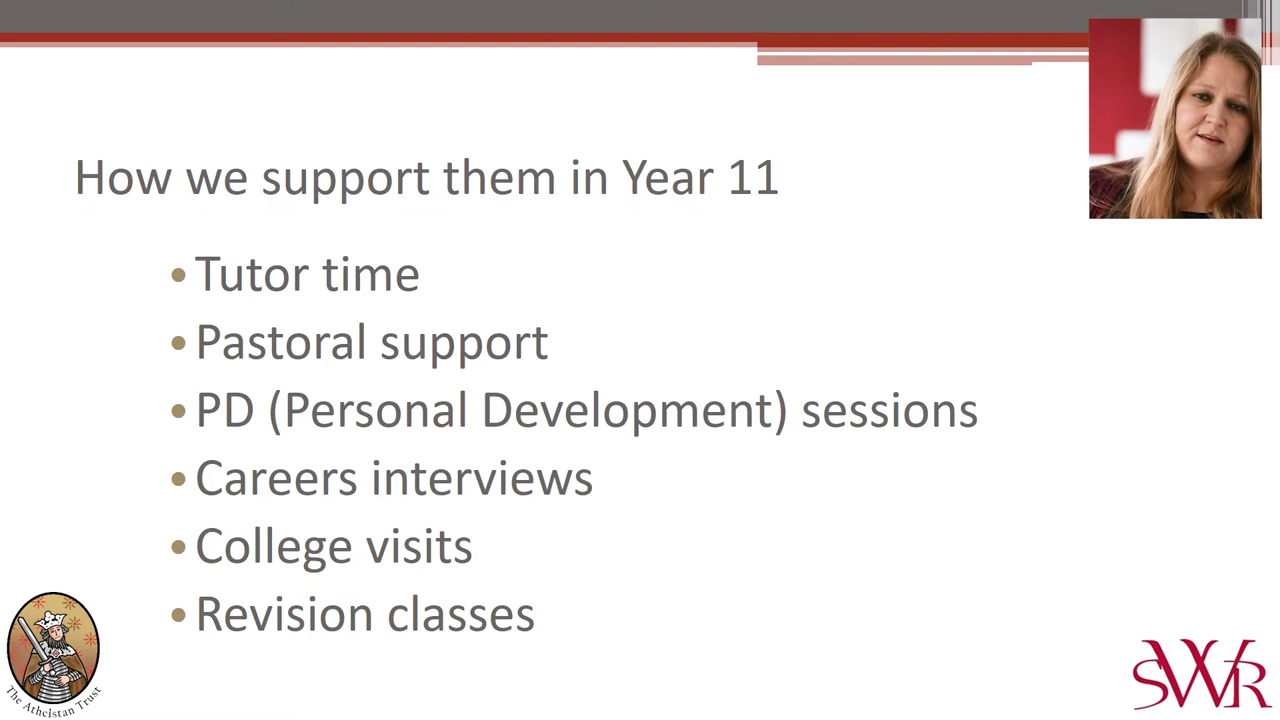 How we support them in Year 11
• Tutor time
• Pastoral support
• PD (Personal Development) sessions
• Careers interviews
• College visits
• Revision classes
The Athelstan Trust
SWR